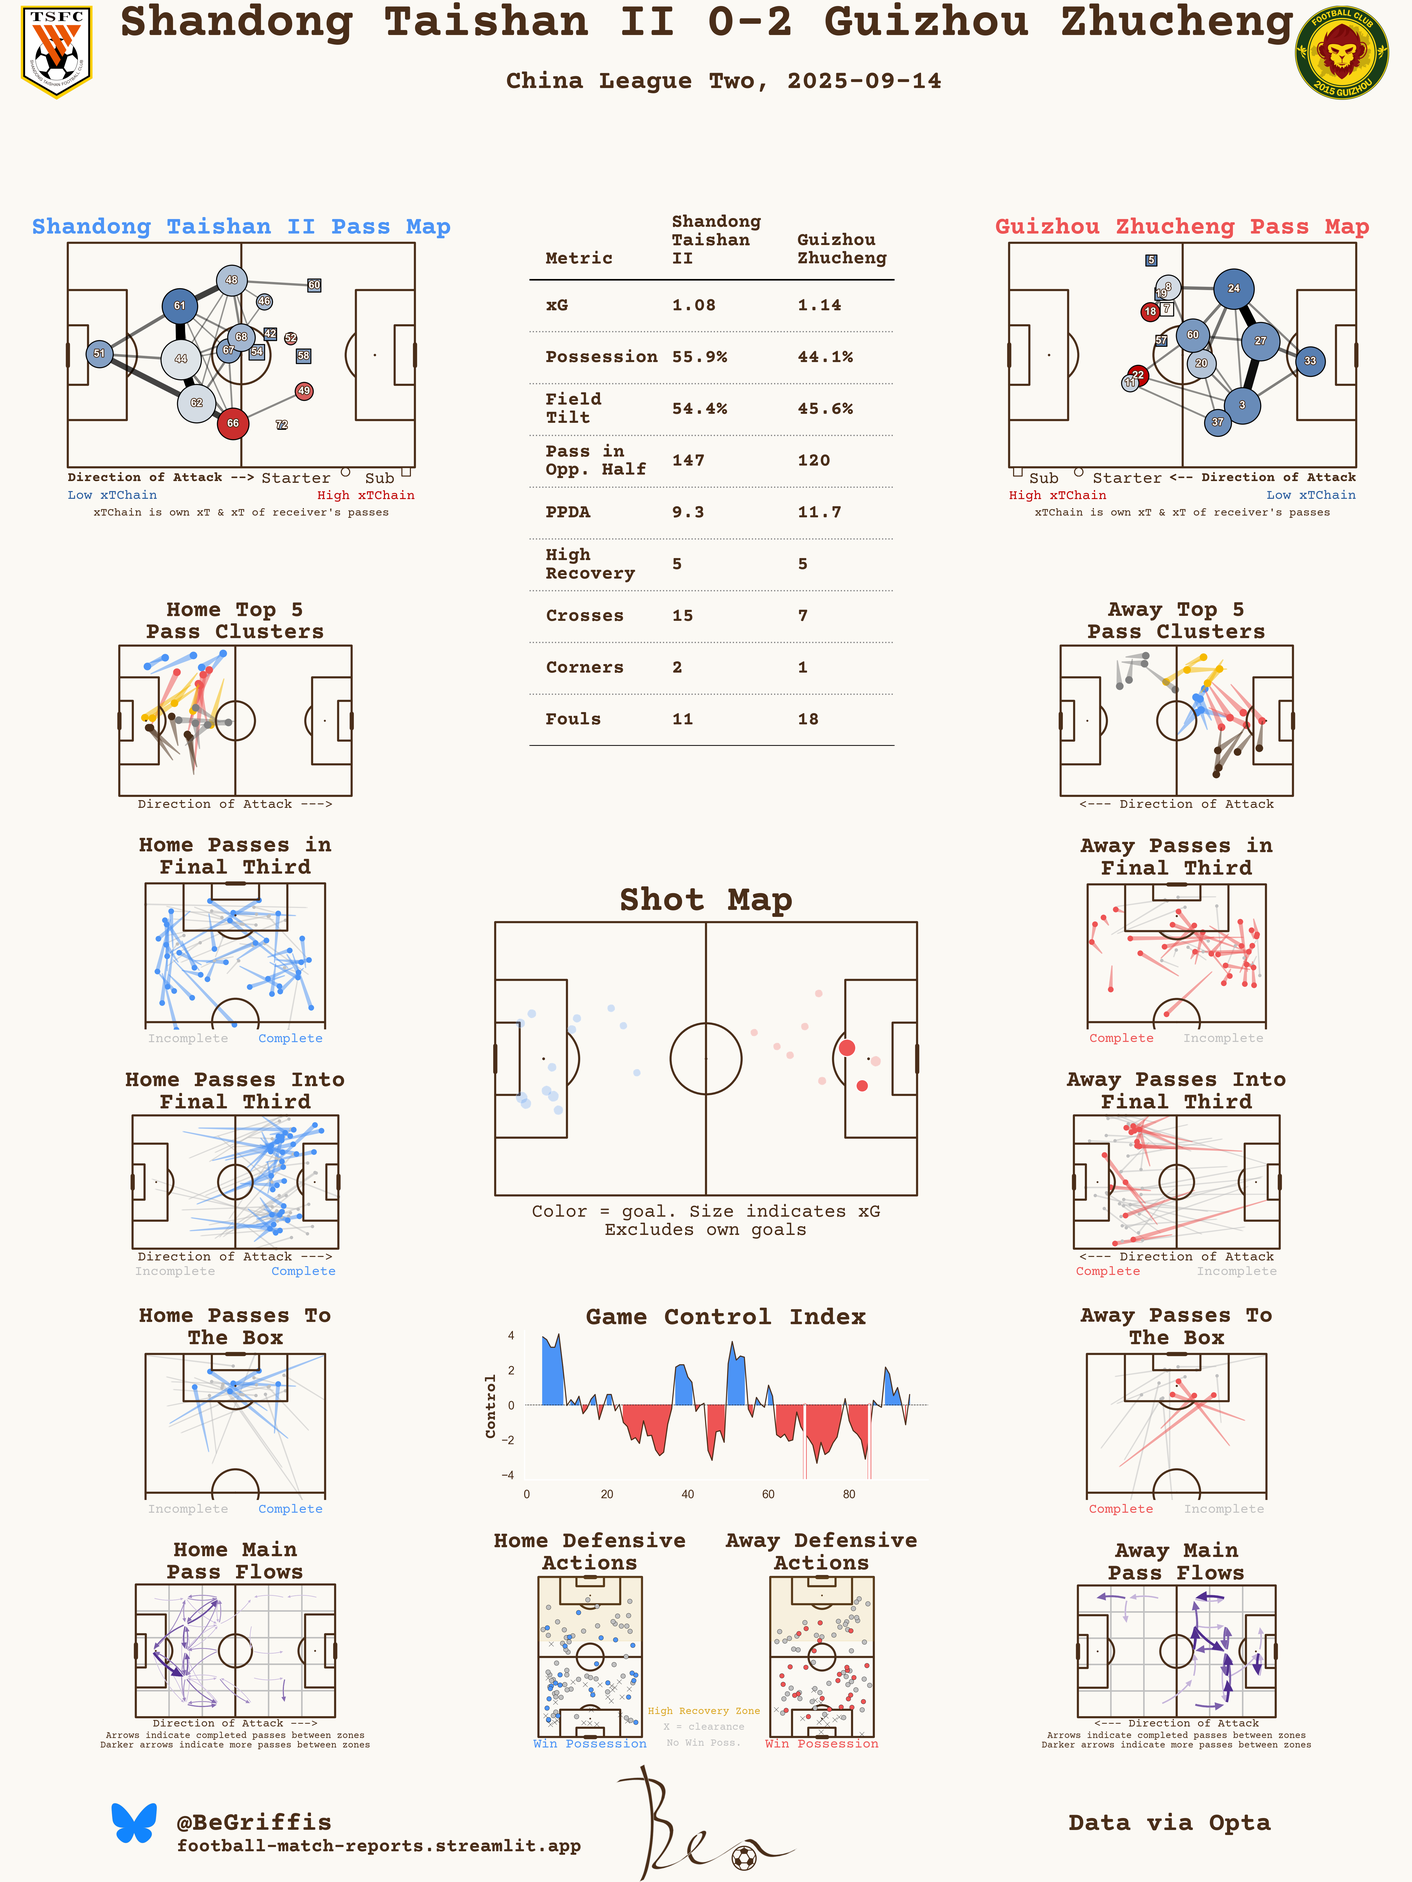 Shandong Taishan II 0-2 Guizhou Zhucheng
China League Two, 2025-09-14
TSFC
SHANDONG TAISHAN FOOTBALL CLUB
FOOTBALL CLUB
2015 GUIZHOU
Shandong Taishan II Pass Map
48
60
61
46
42
52
68
67
54
58
51
44
49
62
66
72
Direction of Attack --> Starter Sub
Low xTChain High xTChain
xTChain is own xT & xT of receiver's passes
Metric Shandong Taishan II Guizhou Zhucheng
xG 1.08 1.14
Possession 55.9% 44.1%
Field Tilt 54.4% 45.6%
Pass in Opp. Half 147 120
PPDA 9.3 11.7
High Recovery 5 5
Crosses 15 7
Corners 2 1
Fouls 11 18
Guizhou Zhucheng Pass Map
5
8
19
24
18
7
60
57
27
20
33
22
11
3
37
Sub Starter <-- Direction of Attack
High xTChain Low xTChain
xTChain is own xT & xT of receiver's passes
Home Top 5
Pass Clusters
Direction of Attack --->
Away Top 5
Pass Clusters
<--- Direction of Attack
Home Passes in
Final Third
Incomplete Complete
Away Passes in
Final Third
Complete Incomplete
Shot Map
Color = goal. Size indicates xG
Excludes own goals
Home Passes Into
Final Third
Direction of Attack --->
Incomplete Complete
Away Passes Into
Final Third
<--- Direction of Attack
Complete Incomplete
Home Passes To
The Box
Incomplete Complete
Game Control Index
Control
4
2
0
−2
−4
0 20 40 60 80
Away Passes To
The Box
Complete Incomplete
Home Main
Pass Flows
Direction of Attack --->
Arrows indicate completed passes between zones
Darker arrows indicate more passes between zones
Home Defensive
Actions
Win Possession
Away Defensive
Actions
Win Possession
High Recovery Zone
X = clearance
No Win Poss.
Away Main
Pass Flows
<--- Direction of Attack
Arrows indicate completed passes between zones
Darker arrows indicate more passes between zones
@BeGriffis
football-match-reports.streamlit.app
Ben
Data via Opta